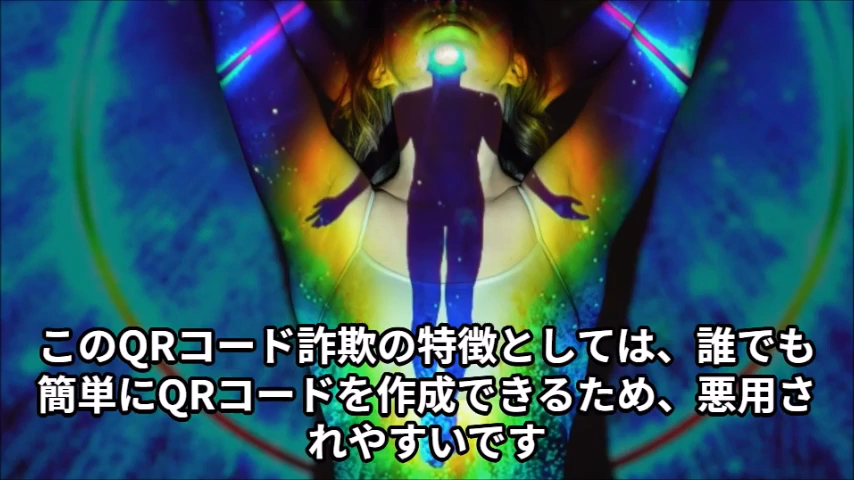 このQRコード詐欺の特徴としては、誰でも
簡単にQRコードを作成できるため、悪用さ
れやすいです